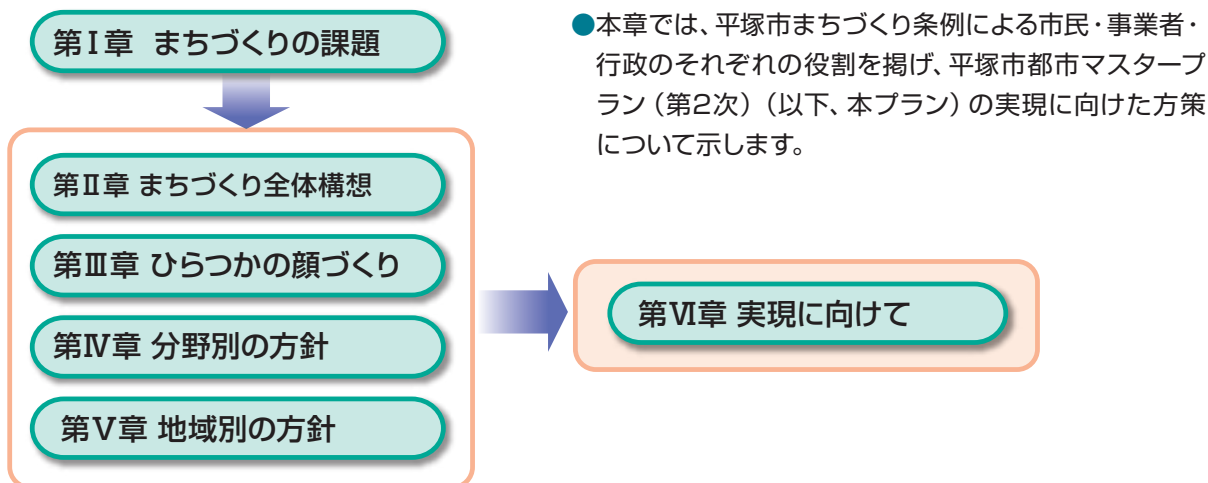 第Ⅰ章 まちづくりの課題
●本章では、平塚市まちづくり条例による市民・事業者・
行政のそれぞれの役割を掲げ、平塚市都市マスタープ
ラン（第2次）（以下、本プラン）の実現に向けた方策
について示します。
第Ⅱ章 まちづくり全体構想
第Ⅲ章 ひらつかの顔づくり
第Ⅳ章 分野別の方針
第Ⅴ章 地域別の方針
第Ⅵ章 実現に向けて